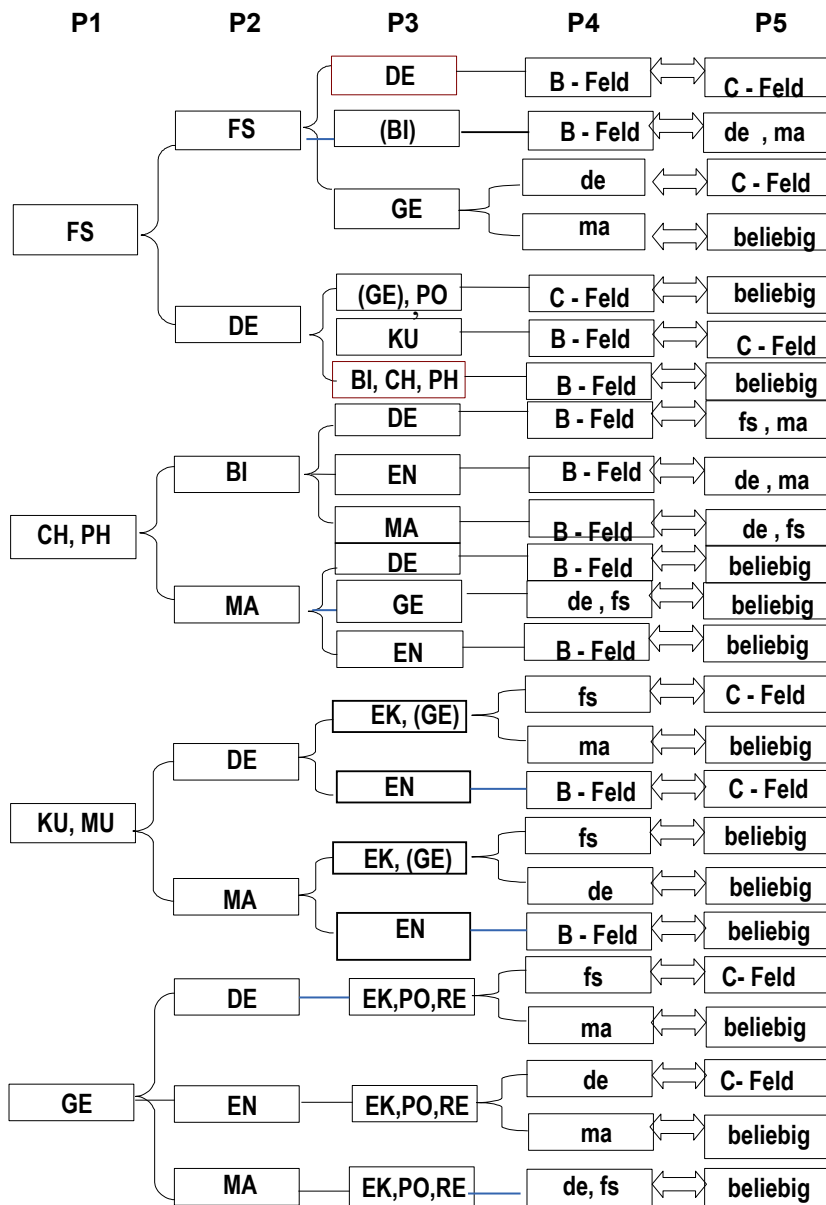 P1 P2 P3 P4 P5
DE B - Feld C - Feld
FS (BI) B - Feld de , ma
de C - Feld
GE
FS ma beliebig
(GE), PO C - Feld beliebig
,
DE KU B - Feld C - Feld
BI, CH, PH B - Feld beliebig
DE B - Feld fs , ma
BI EN B - Feld de , ma
CH, PH MA B - Feld de , fs
DE B - Feld beliebig
MA GE de , fs beliebig
EN B - Feld beliebig
fs C - Feld
EK, (GE)
DE ma beliebig
EN B - Feld C - Feld
KU, MU
fs beliebig
EK, (GE)
MA de beliebig
EN B - Feld beliebig
fs C- Feld
DE EK,PO,RE
ma beliebig
de C- Feld
GE EN EK,PO,RE
ma beliebig
MA EK,PO,RE de, fs beliebig